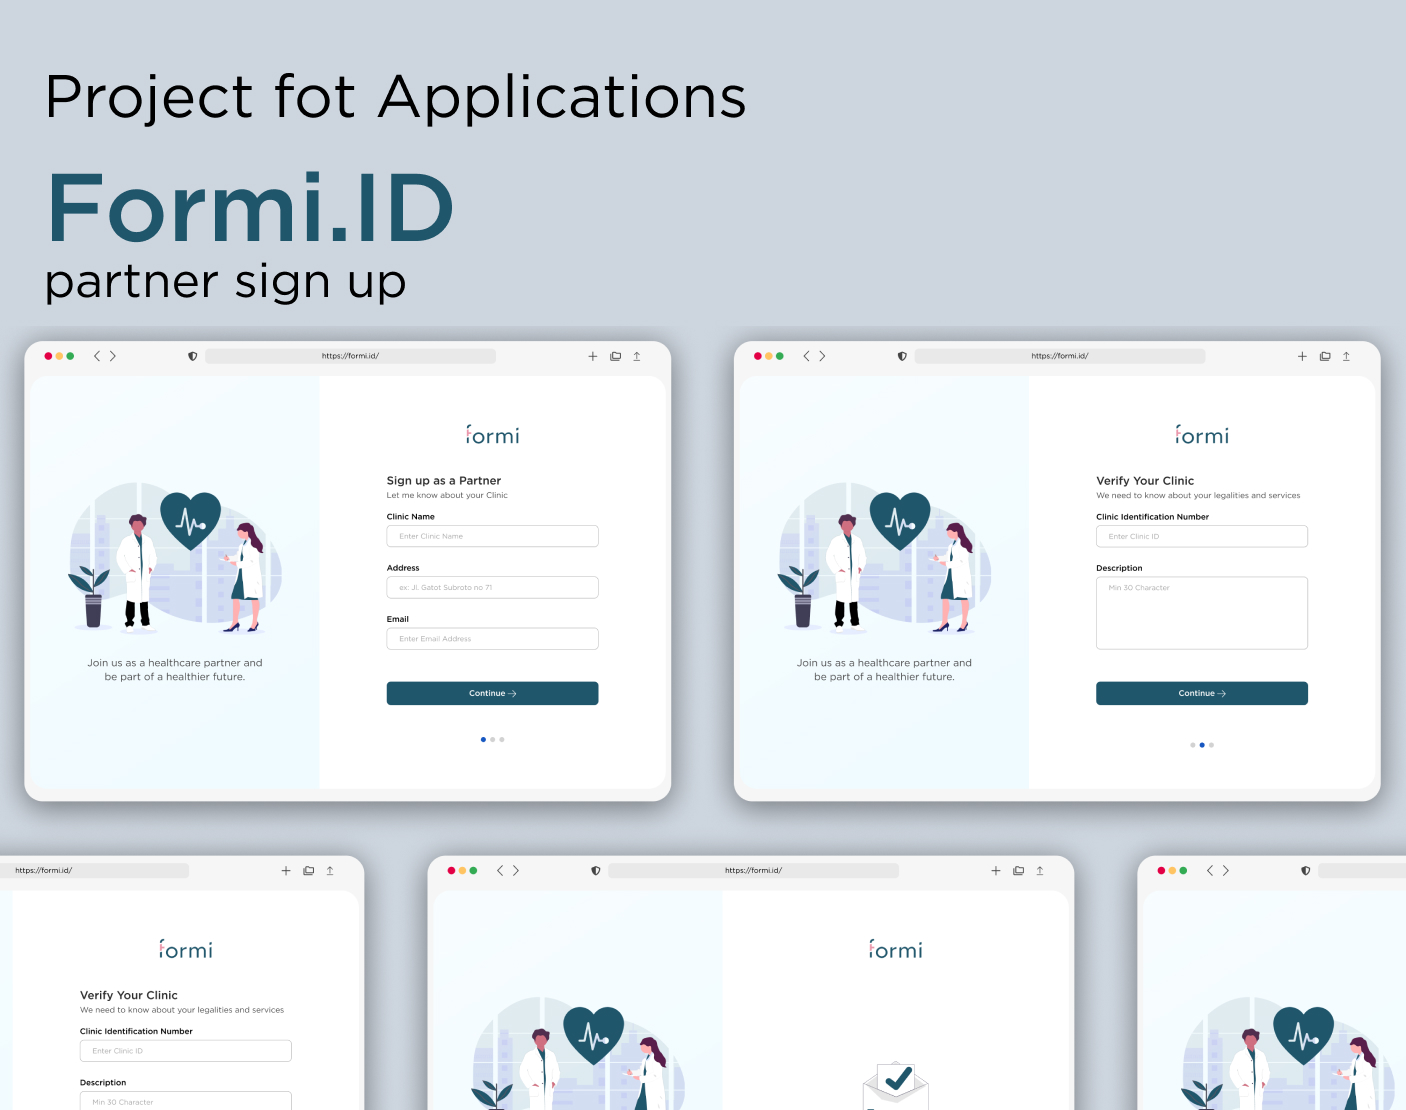 Project fot Applications
Formi.ID
partner sign up
https://formi.id/
formi
Sign up as a Partner
Let me know about your Clinic
Clinic Name
Enter Clinic Name
Address
ex: Jl. Gatot Subroto no 71
Email
Enter Email Address
Continue
Join us as a healthcare partner and
be part of a healthier future.
https://formi.id/
formi
Verify Your Clinic
We need to know about your legalities and services
Clinic Identification Number
Enter Clinic ID
Description
Min 30 Character
Continue
Join us as a healthcare partner and
be part of a healthier future.
https://formi.id/
formi
Verify Your Clinic
We need to know about your legalities and services
Clinic Identification Number
Enter Clinic ID
Description
Min 30 Character
https://formi.id/
formi